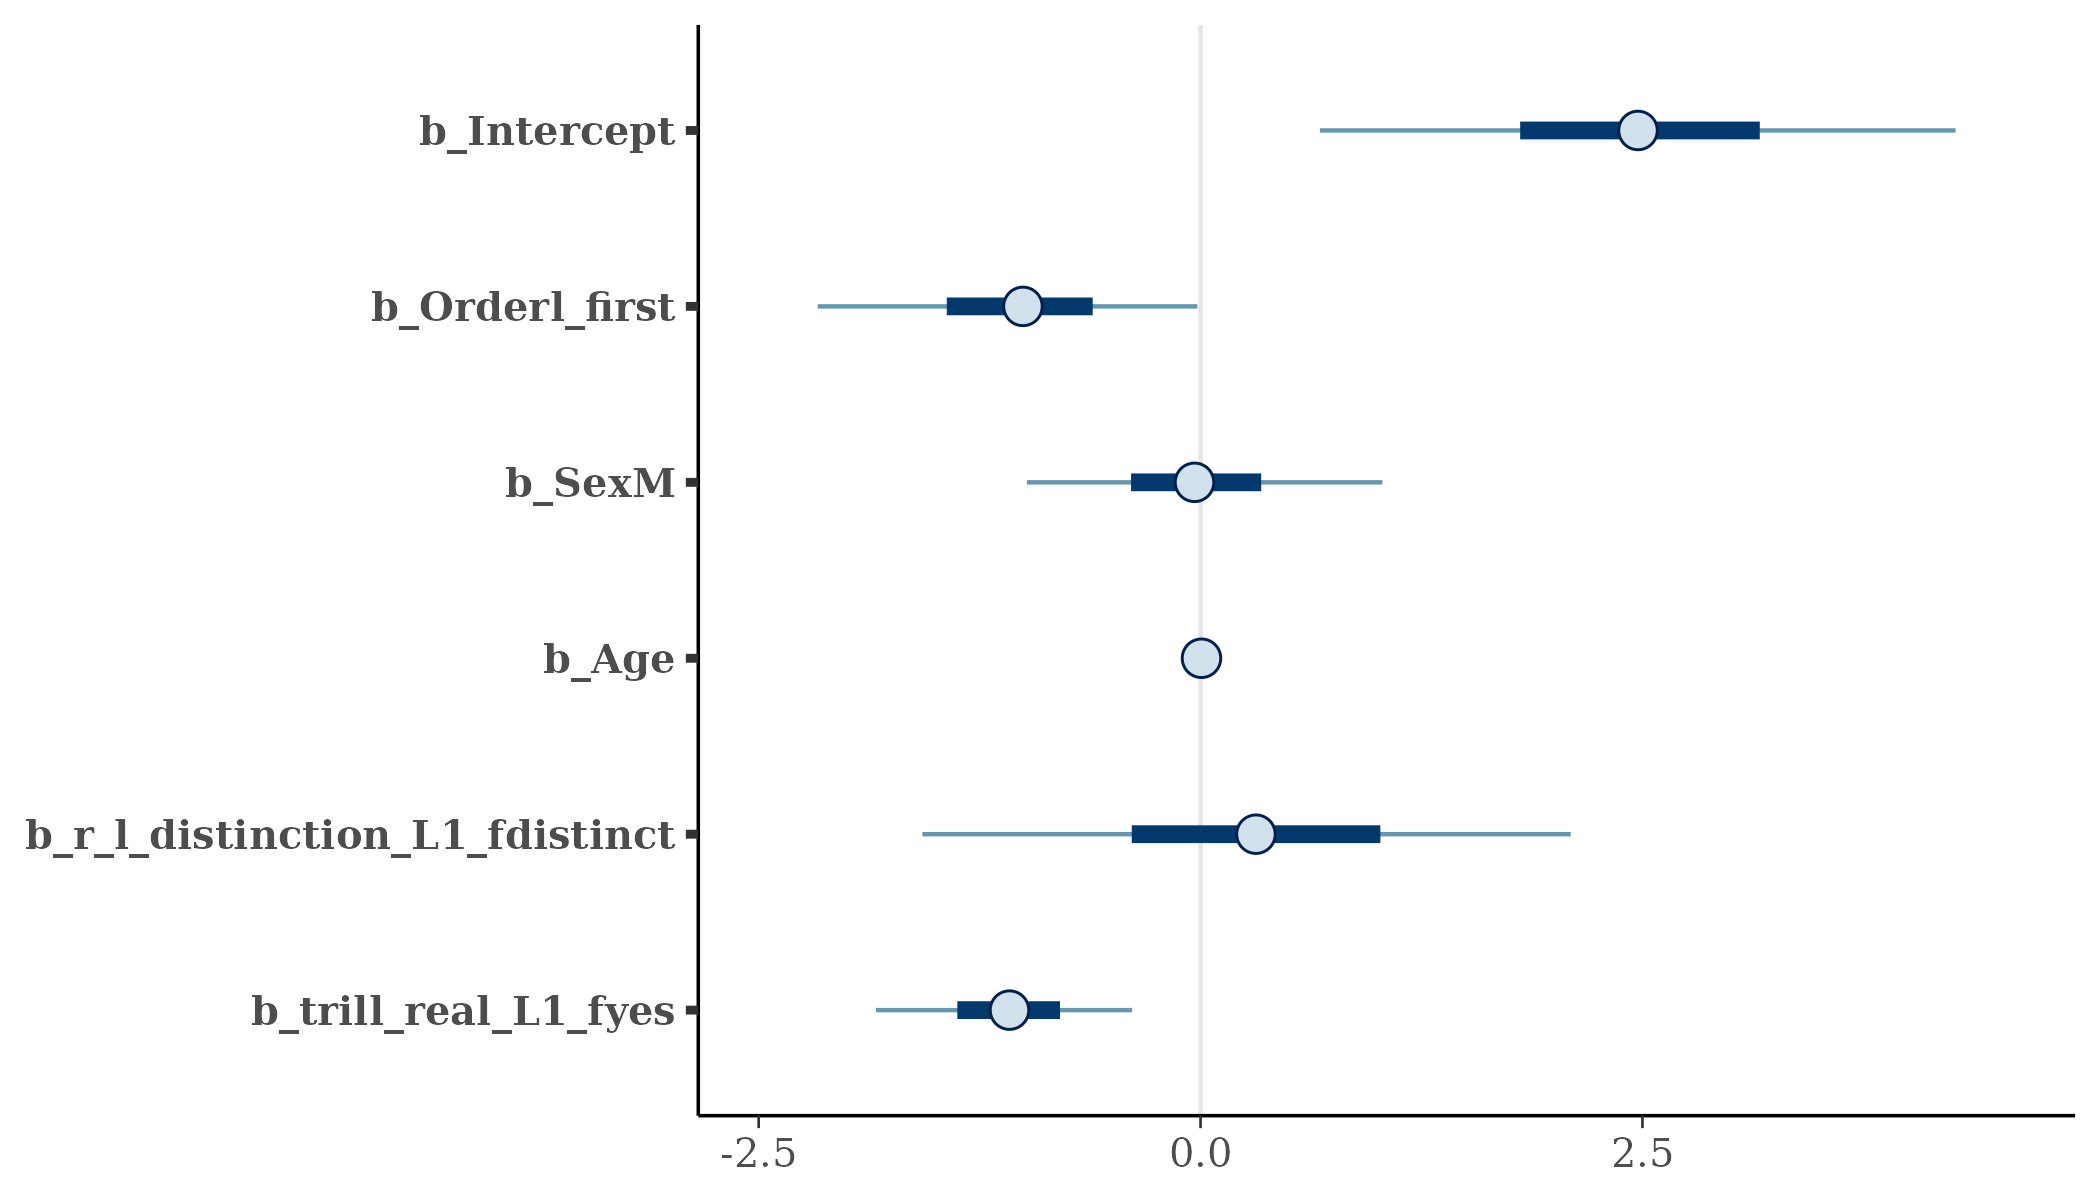 b_Intercept
b_Orderl_first
b_SexM
b_Age
b_r_l_distinction_L1_fdistinct
b_trill_real_L1_fyes
-2.5 0.0 2.5